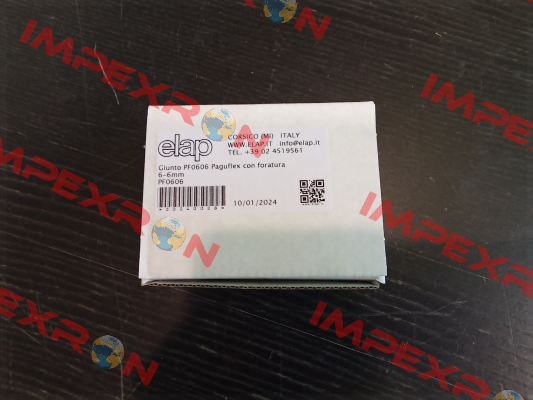 elap
CORSICO (MI) ITALY
WWW.ELAP.IT info@elap.it
TEL. +39 02 4519561
Giunto PF0606 Paguflex con foratura
6-6mm
PF0606
10/01/2024
IMPEXRON
IMPEXRON
IMPEXRON
IMPEXRON